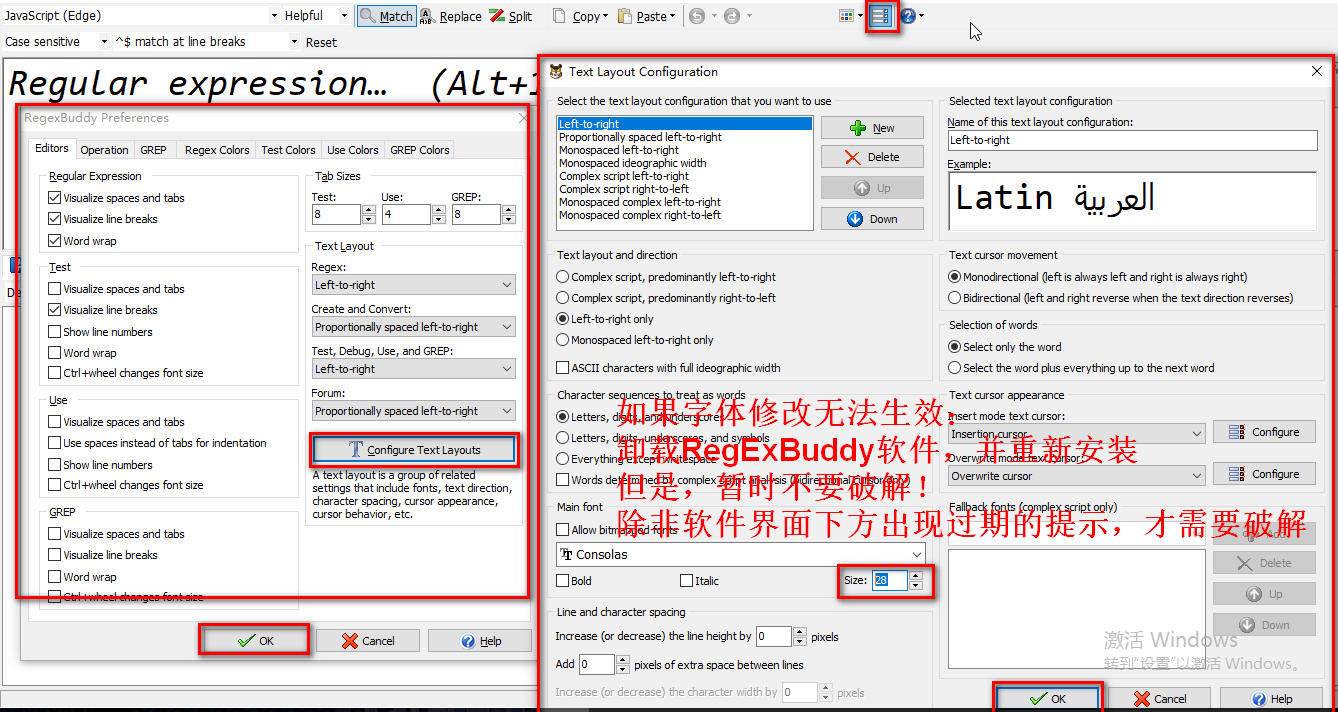 JavaScript (Edge) Helpful Match Replace Split Copy Paste
Case sensitive ^$ match at line breaks Reset
Regular expression… (Alt+1
RegexBuddy Preferences
Editors Operation GREP Regex Colors Test Colors Use Colors GREP Colors
Regular Expression
Visualize spaces and tabs
Visualize line breaks
Word wrap
Test
Visualize spaces and tabs
Visualize line breaks
Show line numbers
Word wrap
Ctrl+wheel changes font size
Use
Visualize spaces and tabs
Use spaces instead of tabs for indentation
Show line numbers
Ctrl+wheel changes font size
GREP
Visualize spaces and tabs
Visualize line breaks
Word wrap
Ctrl+wheel changes font size
Tab Sizes
Test: Use: GREP:
8 4 8
Text Layout
Regex:
Left-to-right
Create and Convert:
Proportionally spaced left-to-right
Test, Debug, Use, and GREP:
Left-to-right
Forum:
Proportionally spaced left-to-right
Configure Text Layouts
A text layout is a group of related
settings that include fonts, text direction,
character spacing, cursor appearance,
cursor behavior, etc.
OK Cancel Help
Text Layout Configuration
Select the text layout configuration that you want to use
Left-to-right
Proportionally spaced left-to-right
Monospaced left-to-right
Monospaced ideographic width
Complex script left-to-right
Complex script right-to-left
Monospaced complex left-to-right
Monospaced complex right-to-left
New
Delete
Up
Down
Selected text layout configuration
Name of this text layout configuration:
Left-to-right
Example:
Latin العربية
Text layout and direction
Complex script, predominantly left-to-right
Complex script, predominantly right-to-left
Left-to-right only
Monospaced left-to-right only
ASCII characters with full ideographic width
Text cursor movement
Monodirectional (left is always left and right is always right)
Bidirectional (left and right reverse when the text direction reverses)
Selection of words
Select only the word
Select the word plus everything up to the next word
Character sequences to treat as words
Letters, digits, and underscores
Letters, digits, underscores, and symbols
Everything except whitespace
Words determined by complex script analysis (bidirectional cursor only)
Text cursor appearance
Insert mode text cursor:
Insertion cursor Configure
Overwrite mode text cursor:
Overwrite cursor Configure
如果字体修改无法生效:
卸载RegExBuddy软件，并重新安装
但是，暂时不要破解！
除非软件界面下方出现过期的提示，才需要破解
Main font
Allow bitmapped fonts
Consolas
Bold Italic Size: 28
Fallback fonts (complex script only)
Add
Delete
Up
Down
Line and character spacing
Increase (or decrease) the line height by 0 pixels
Add 0 pixels of extra space between lines
Increase (or decrease) the character width by 0 pixels
激活 Windows
转到"设置"以激活 Windows。
OK Cancel Help